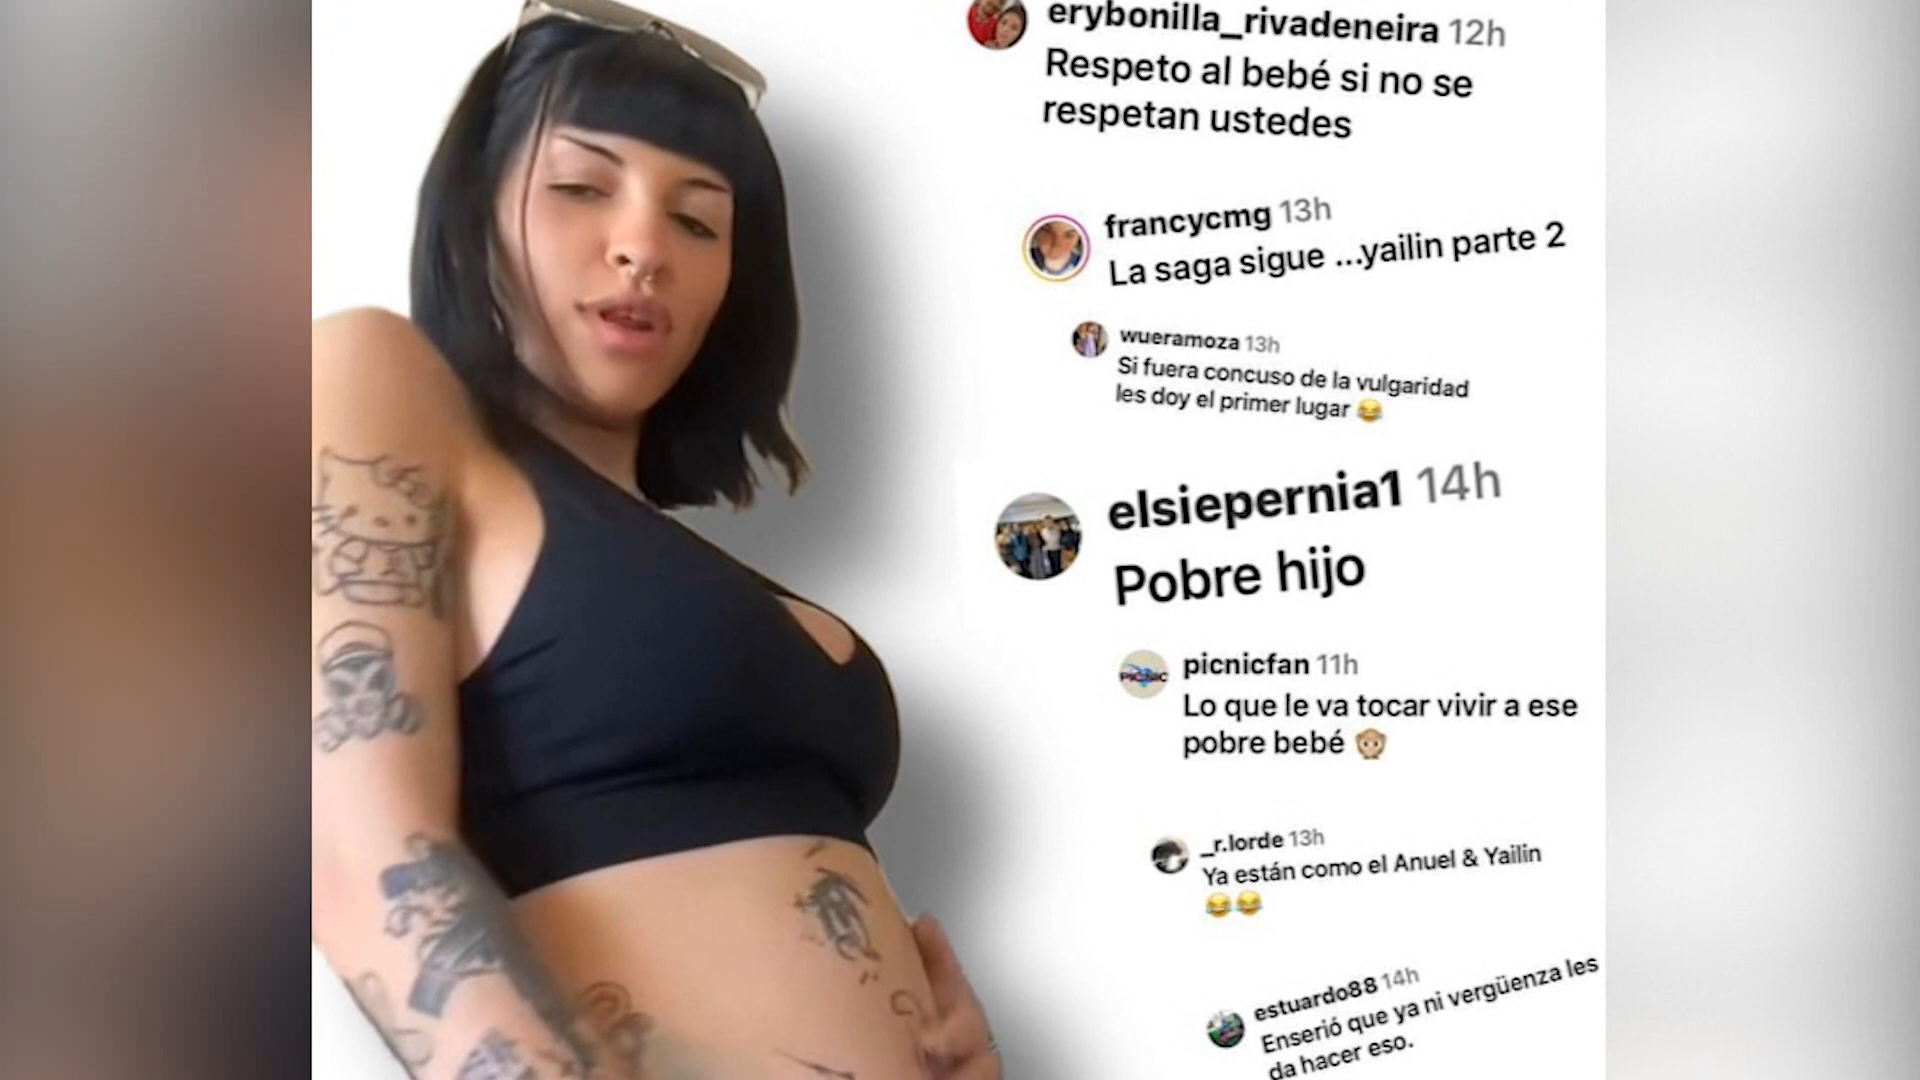 erybonilla_rivadeneira 12h
Respeto al bebé si no se
respetan ustedes
francycmg 13h
La saga sigue ...yailin parte 2
wueramoza 13h
Si fuera concuso de la vulgaridad
les doy el primer lugar 😂
elsiepernia1 14h
Pobre hijo
PICNIC
picnicfan 11h
Lo que le va tocar vivir a ese
pobre bebé 🙊
_r.lorde 13h
Ya están como el Anuel & Yailin
😂😂
estuardo88 14h
Enserió que ya ni vergüenza les
da hacer eso.